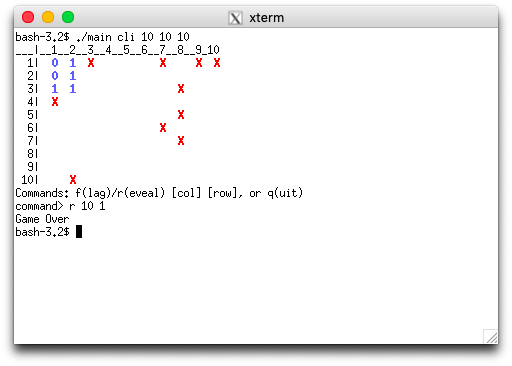 xterm
bash-3.2$ ./main cli 10 10 10
___|__1__2__3__4__5__6__7__8__9_10
  1|  0  1  X           X     X  X
  2|  0  1
  3|  1  1                 X
  4|  X
  5|                       X
  6|                    X
  7|                       X
  8|
  9|
 10|     X
Commands: f(lag)/r(eveal) [col] [row], or q(uit)
command> r 10 1
Game Over
bash-3.2$